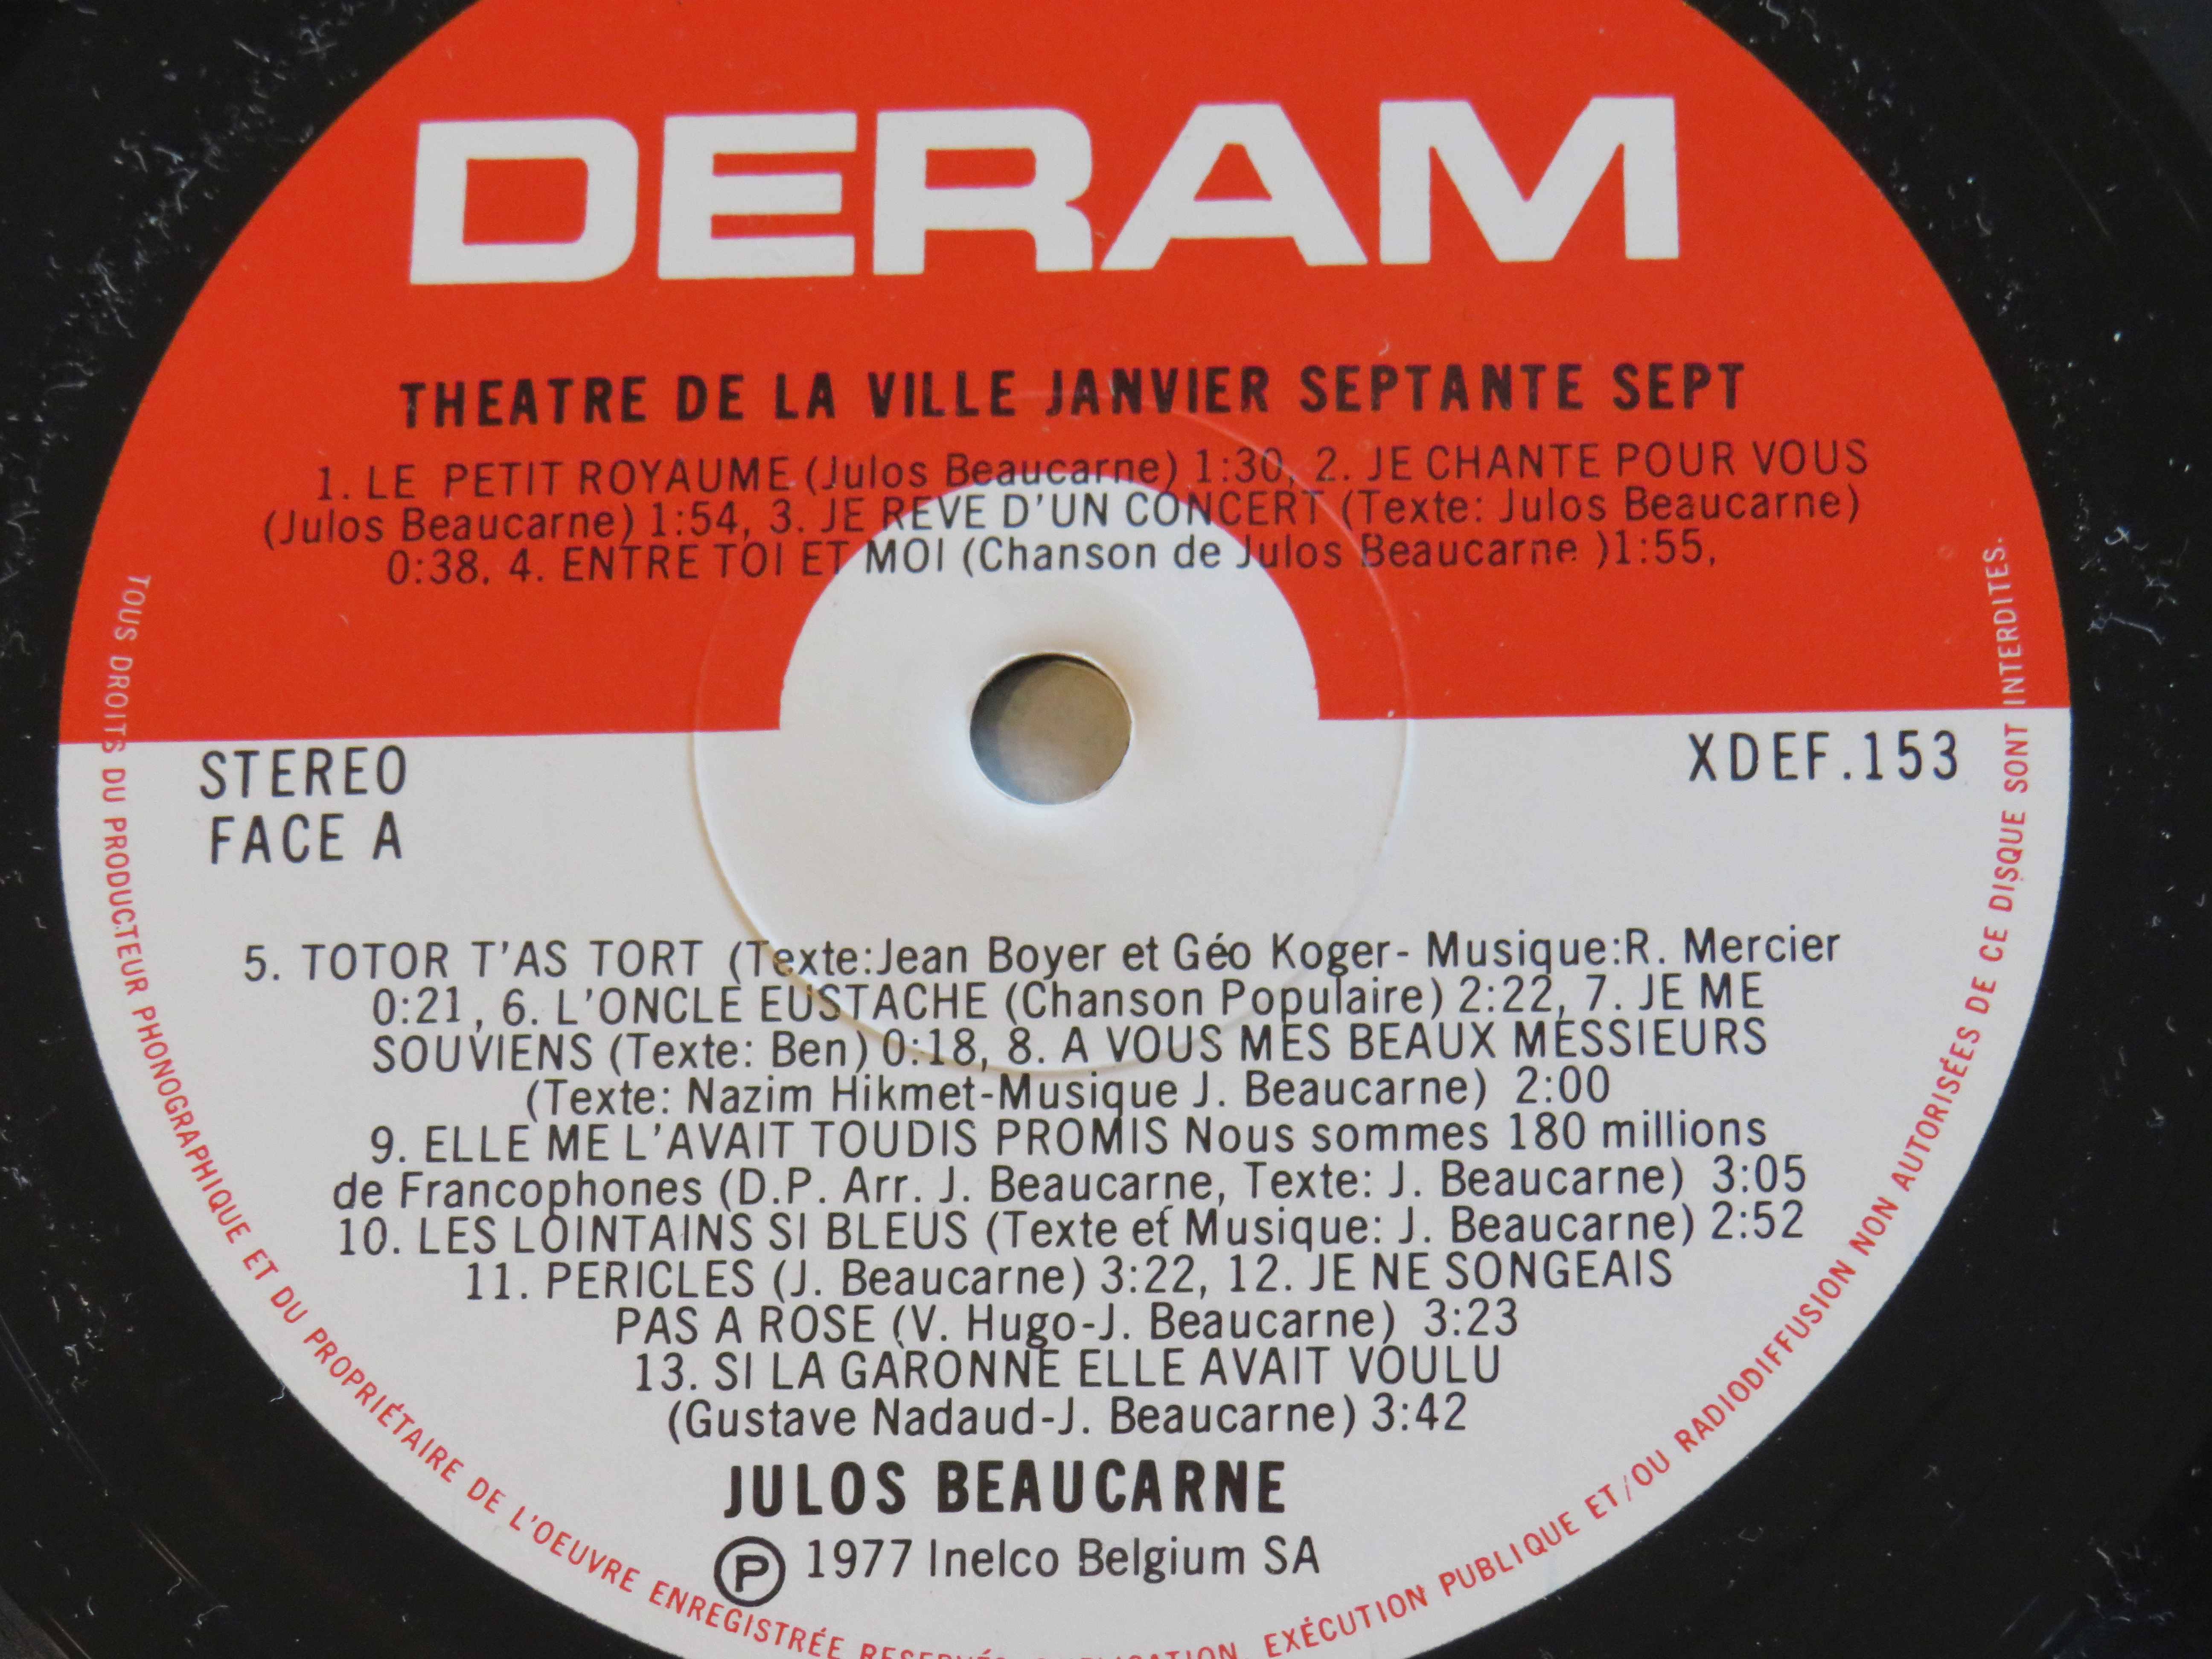 DERAM
THEATRE DE LA VILLE JANVIER SEPTANTE SEPT
1. LE PETIT ROYAUME (Julos Beaucarne) 1:30, 2. JE CHANTE POUR VOUS
(Julos Beaucarne) 1:54, 3. JE REVE D'UN CONCERT (Texte: Julos Beaucarne)
0:38, 4. ENTRE TOI ET MOI (Chanson de Julos Beaucarne )1:55,
STEREO
FACE A
XDEF.153
5. TOTOR T'AS TORT (Texte:Jean Boyer et Géo Koger- Musique:R. Mercier
0:21, 6. L'ONCLE EUSTACHE (Chanson Populaire) 2:22, 7. JE ME
SOUVIENS (Texte: Ben) 0:18, 8. A VOUS MES BEAUX MESSIEURS
(Texte: Nazim Hikmet-Musique J. Beaucarne) 2:00
9. ELLE ME L'AVAIT TOUDIS PROMIS Nous sommes 180 millions
de Francophones (D.P. Arr. J. Beaucarne, Texte: J. Beaucarne) 3:05
10. LES LOINTAINS SI BLEUS (Texte et Musique: J. Beaucarne) 2:52
11. PERICLES (J. Beaucarne) 3:22, 12. JE NE SONGEAIS
PAS A ROSE (V. Hugo-J. Beaucarne) 3:23
13. SI LA GARONNE ELLE AVAIT VOULU
(Gustave Nadaud-J. Beaucarne) 3:42
JULOS BEAUCARNE
Ⓟ 1977 Inelco Belgium SA
TOUS DROITS DU PRODUCTEUR PHONOGRAPHIQUE ET DU PROPRIÉTAIRE DE L'OEUVRE ENREGISTRÉE EXÉCUTION PUBLIQUE ET/OU RADIODIFFUSION NON AUTORISÉES DE CE DISQUE SONT INTERDITES.